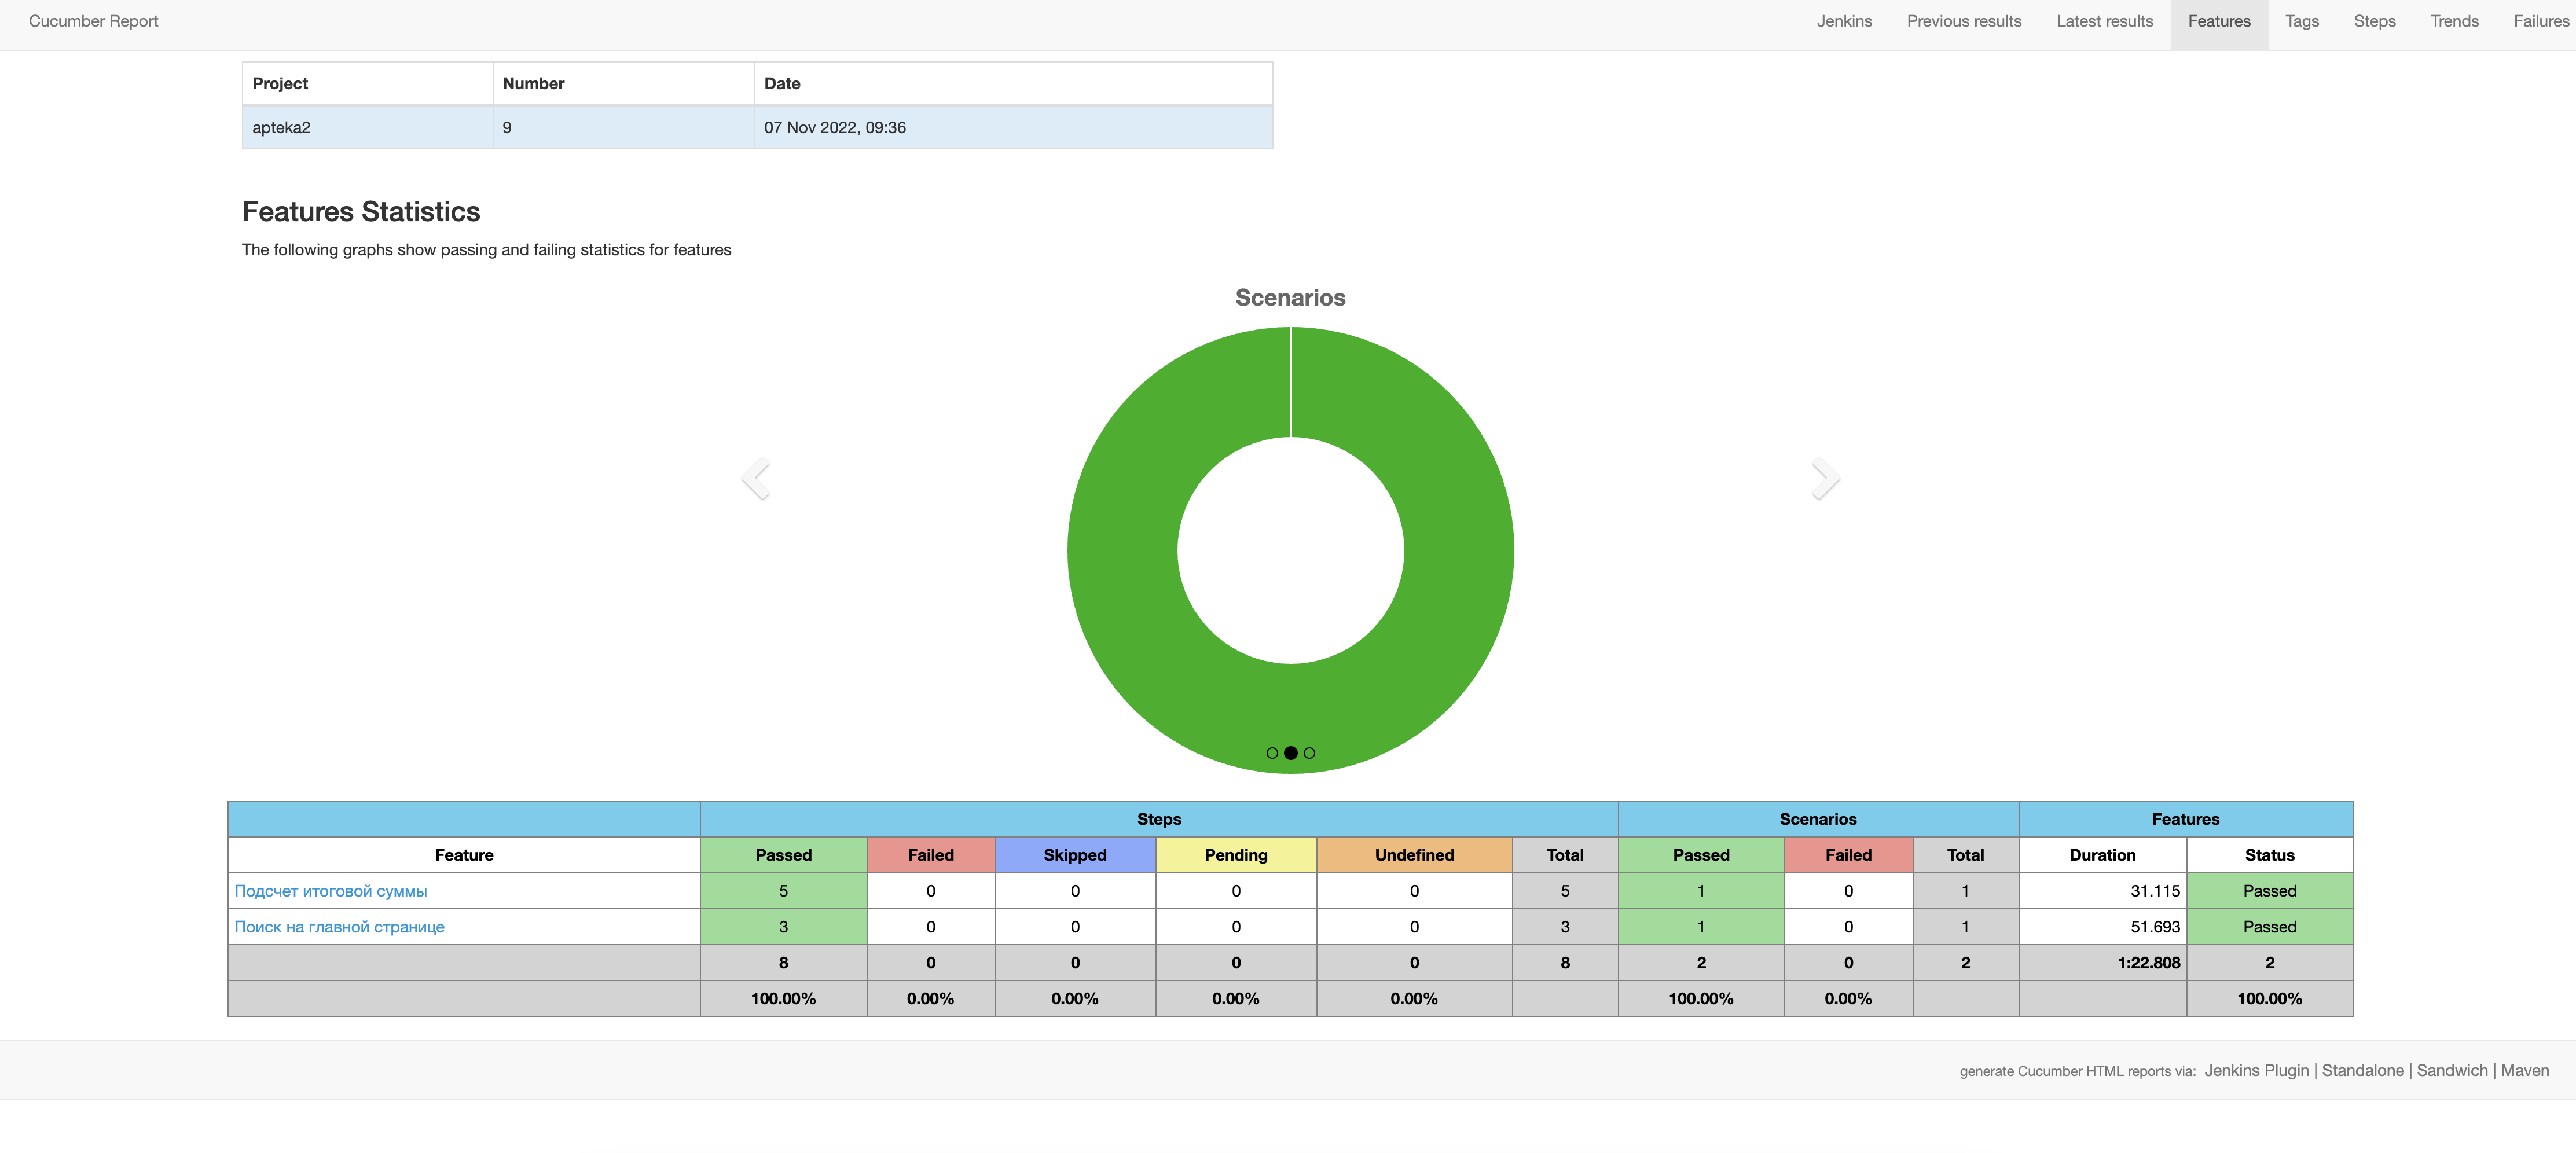 Cucumber Report Jenkins Previous results Latest results Features Tags Steps Trends Failures
Project Number Date
apteka2 9 07 Nov 2022, 09:36
Features Statistics
The following graphs show passing and failing statistics for features
Scenarios
Steps Scenarios Features
Feature Passed Failed Skipped Pending Undefined Total Passed Failed Total Duration Status
Подсчет итоговой суммы 5 0 0 0 0 5 1 0 1 31.115 Passed
Поиск на главной странице 3 0 0 0 0 3 1 0 1 51.693 Passed
8 0 0 0 0 8 2 0 2 1:22.808 2
100.00% 0.00% 0.00% 0.00% 0.00% 100.00% 0.00% 100.00%
generate Cucumber HTML reports via: Jenkins Plugin | Standalone | Sandwich | Maven